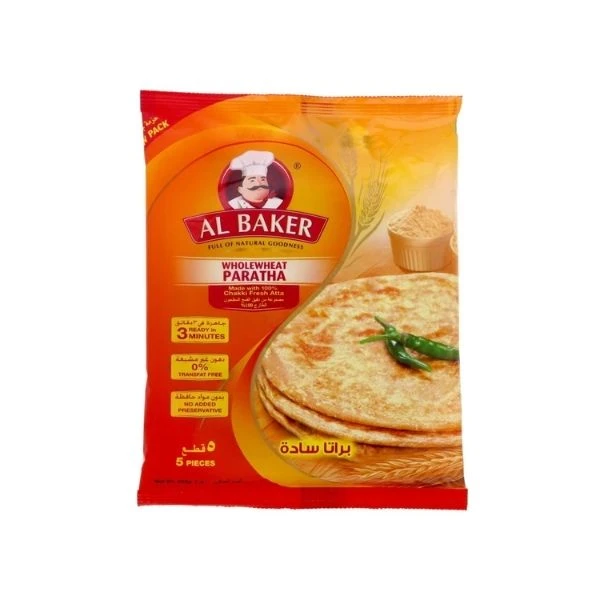 PACK
®
AL BAKER
FULL OF NATURAL GOODNESS
WHOLEWHEAT
PARATHA
Made with 100%
Chakki Fresh Atta
جاهزة في ٣ دقائق
3 READY in
MINUTES
دهون غير مشبعة
0%
TRANSFAT FREE
بدون مواد حافظة
NO ADDED
PRESERVATIVE
٥ قطع
5 PIECES
براتا سادة